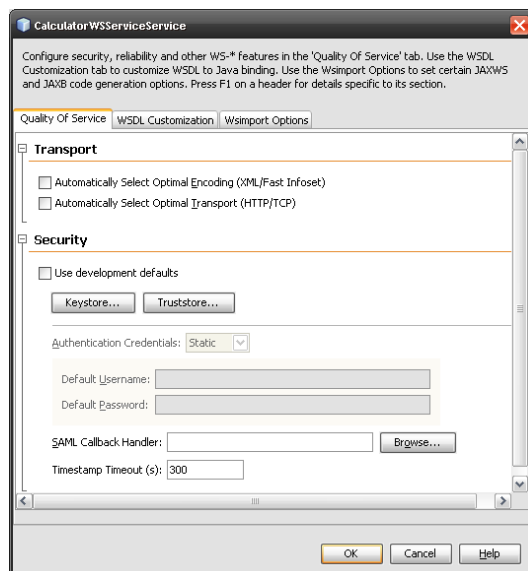 CalculatorWSServiceService
Configure security, reliability and other WS-* features in the 'Quality Of Service' tab. Use the WSDL
Customization tab to customize WSDL to Java binding. Use the Wsimport Options to set certain JAXWS
and JAXB code generation options. Press F1 on a header for details specific to its section.
Quality Of Service WSDL Customization Wsimport Options
Transport
Automatically Select Optimal Encoding (XML/Fast Infoset)
Automatically Select Optimal Transport (HTTP/TCP)
Security
Use development defaults
Keystore... Truststore...
Authentication Credentials: Static
Default Username:
Default Password:
SAML Callback Handler: Browse...
Timestamp Timeout (s): 300
OK Cancel Help